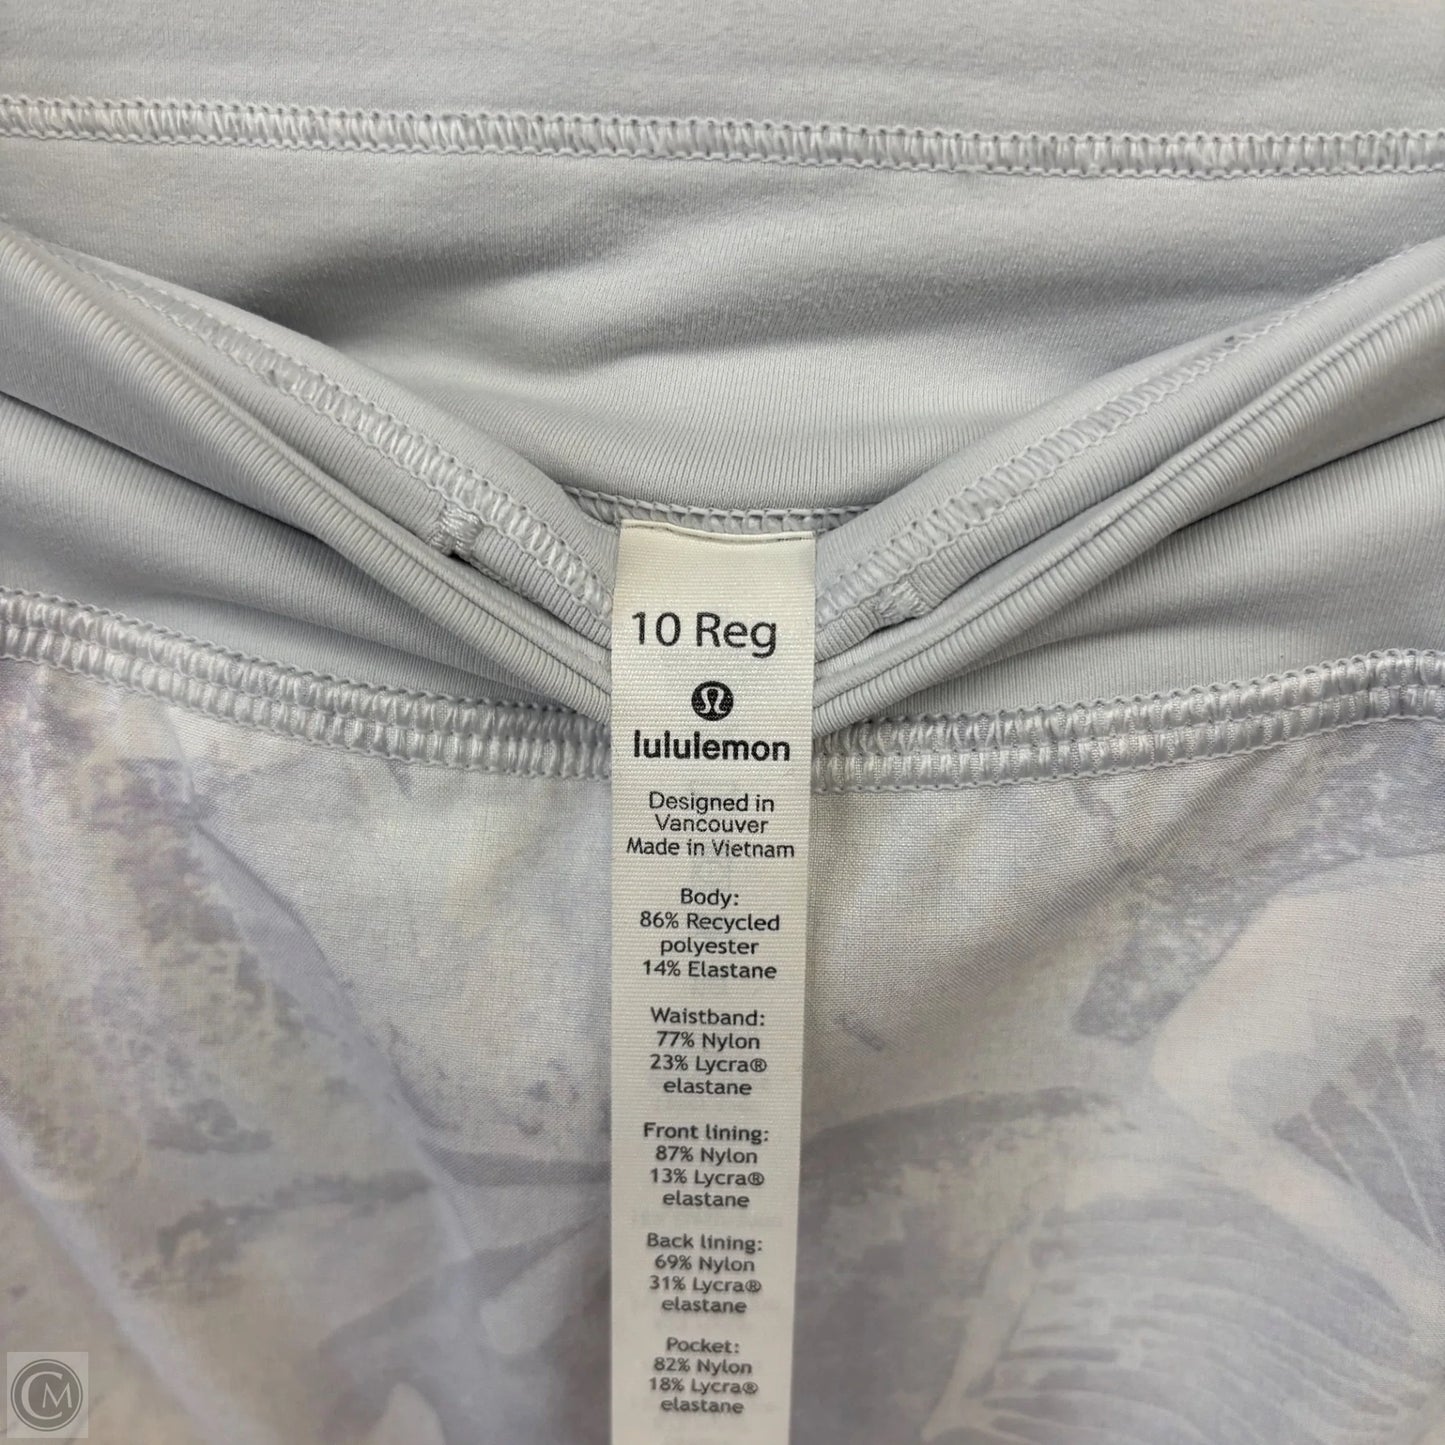 10 Reg
lululemon
Designed in
Vancouver
Made in Vietnam
Body:
86% Recycled
polyester
14% Elastane
Waistband:
77% Nylon
23% Lycra®
elastane
Front lining:
87% Nylon
13% Lycra®
elastane
Back lining:
69% Nylon
31% Lycra®
elastane
Pocket:
82% Nylon
18% Lycra®
elastane
CM